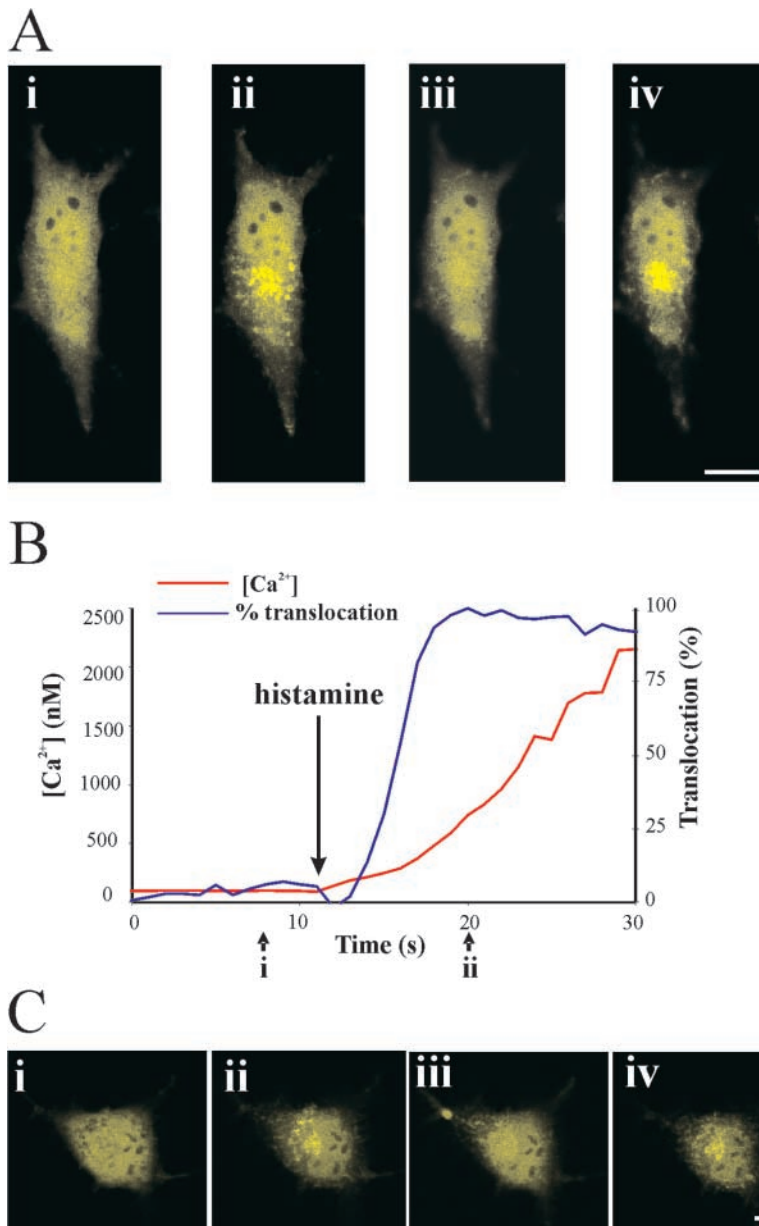 A
i ii iii iv
B
[Ca²⁺]
% translocation
2500
2000
1500
1000
500
0
[Ca²⁺] (nM)
histamine
100
75
50
25
0
Translocation (%)
0 10 20 30
Time (s)
i ii
C
i ii iii iv